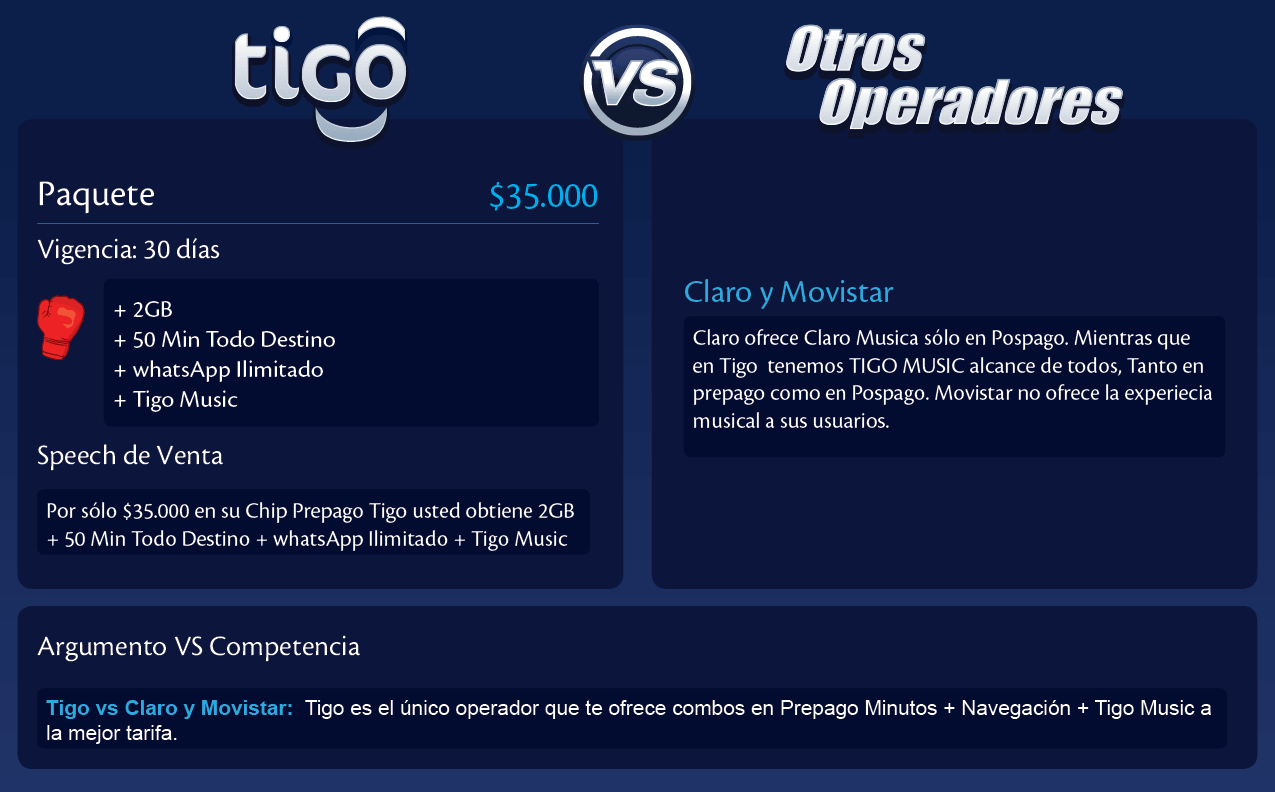 tigo
VS
Otros
Operadores
Paquete
$35.000
Vigencia: 30 días
+ 2GB
+ 50 Min Todo Destino
+ whatsApp Ilimitado
+ Tigo Music
Speech de Venta
Por sólo $35.000 en su Chip Prepago Tigo usted obtiene 2GB
+ 50 Min Todo Destino + whatsApp Ilimitado + Tigo Music
Claro y Movistar
Claro ofrece Claro Musica sólo en Pospago. Mientras que
en Tigo tenemos TIGO MUSIC alcance de todos, Tanto en
prepago como en Pospago. Movistar no ofrece la experiecia
musical a sus usuarios.
Argumento VS Competencia
Tigo vs Claro y Movistar: Tigo es el único operador que te ofrece combos en Prepago Minutos + Navegación + Tigo Music a
la mejor tarifa.